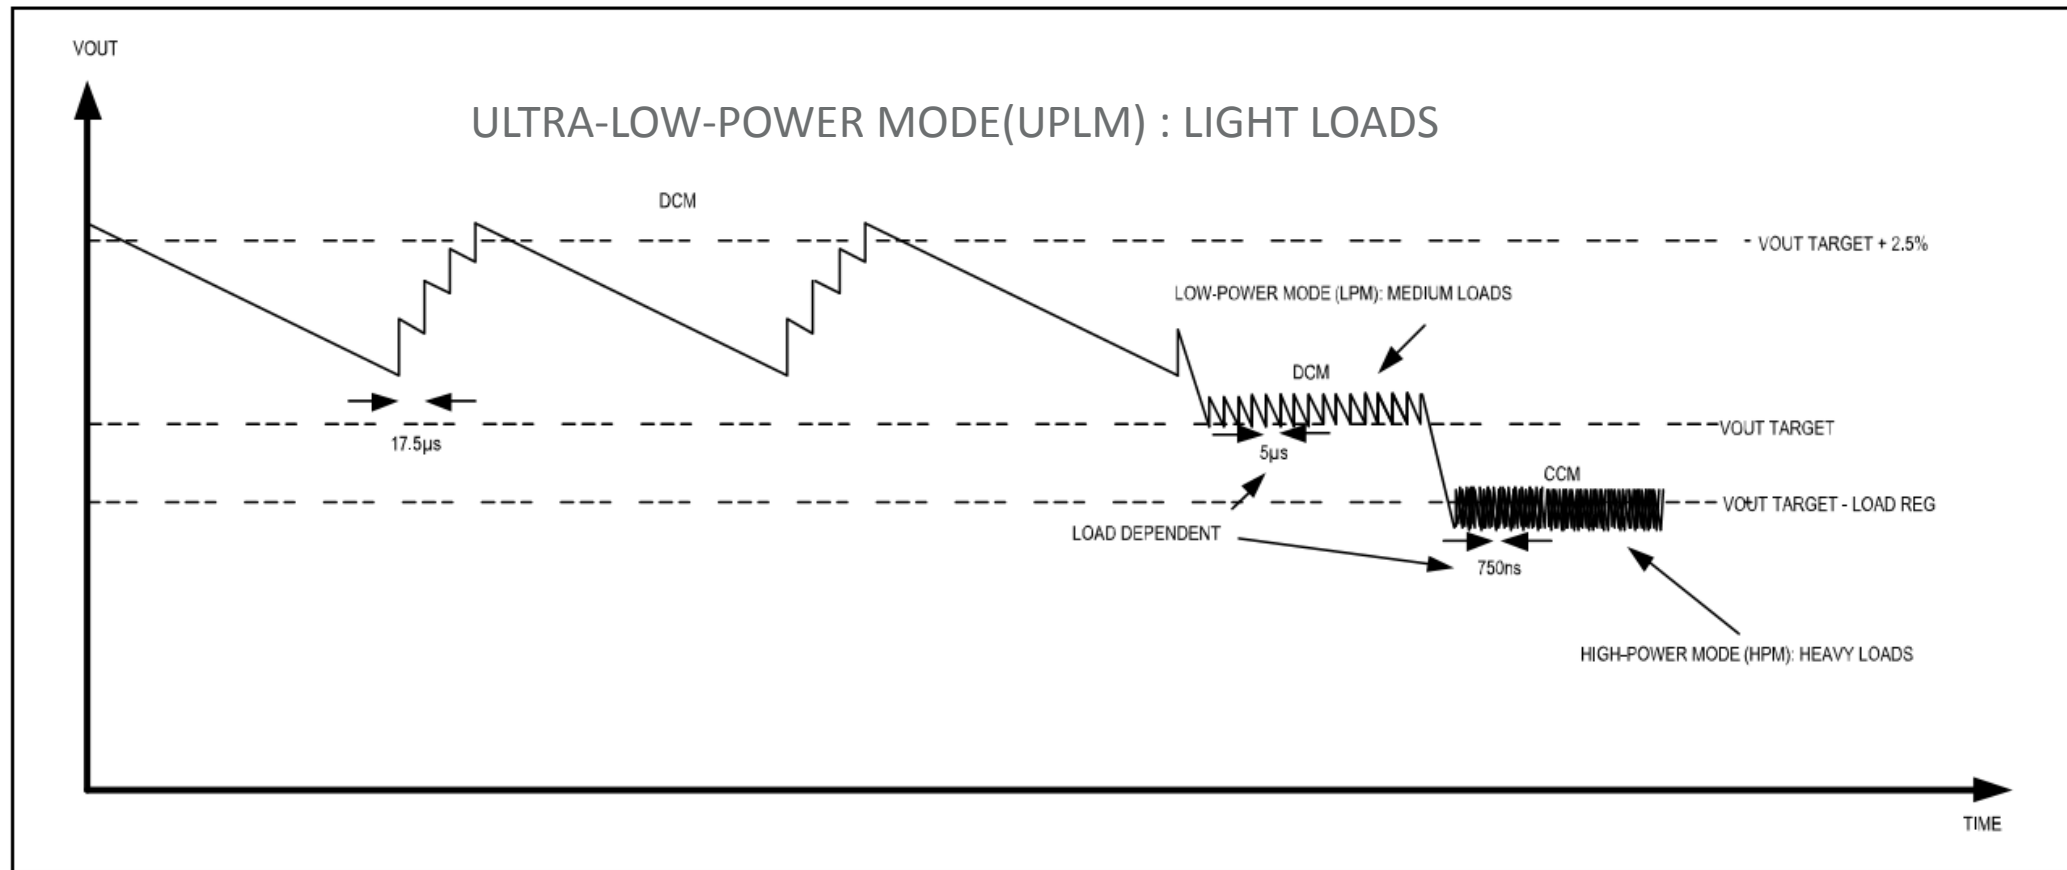 VOUT
ULTRA-LOW-POWER MODE(UPLM) : LIGHT LOADS
DCM
VOUT TARGET + 2.5%
LOW-POWER MODE (LPM): MEDIUM LOADS
DCM
VOUT TARGET
17.5µs
5µs
CCM
VOUT TARGET - LOAD REG
LOAD DEPENDENT
750ns
HIGH-POWER MODE (HPM): HEAVY LOADS
TIME